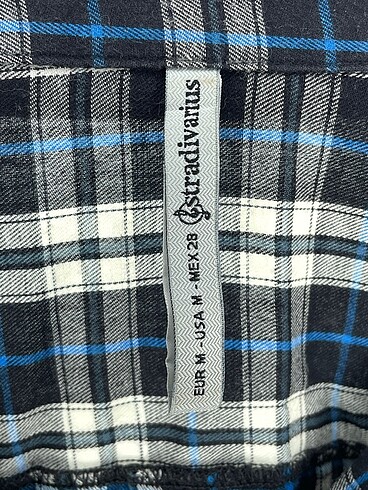 stradivarius
EUR M - USA M - MEX 28